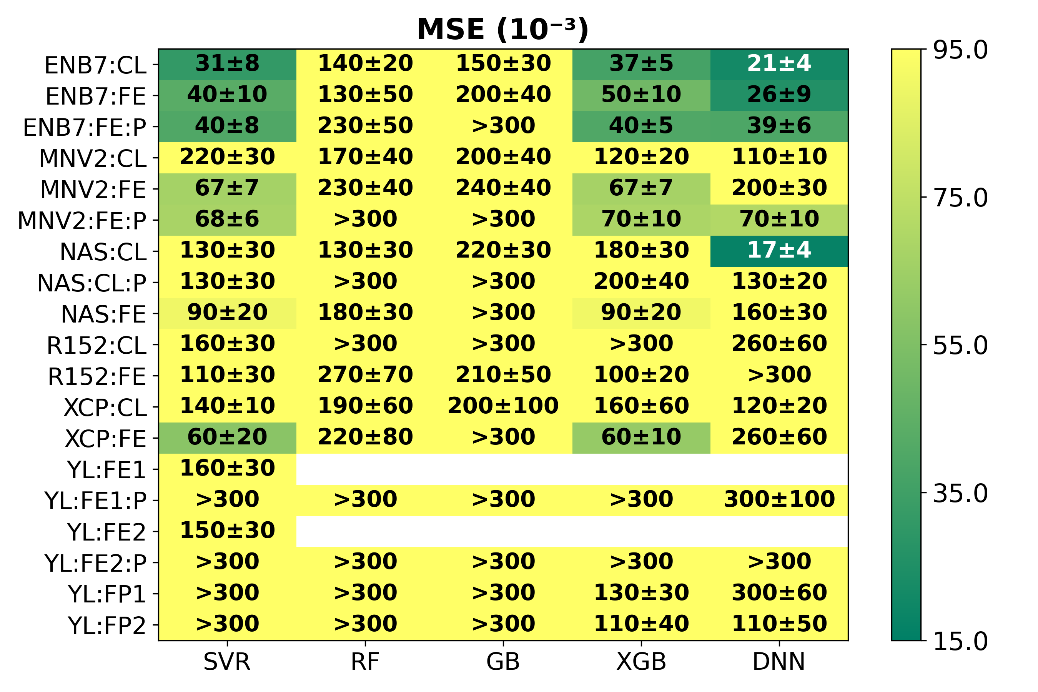 MSE (10⁻³)
ENB7:CL 31±8 140±20 150±30 37±5 21±4
ENB7:FE 40±10 130±50 200±40 50±10 26±9
ENB7:FE:P 40±8 230±50 >300 40±5 39±6
MNV2:CL 220±30 170±40 200±40 120±20 110±10
MNV2:FE 67±7 230±40 240±40 67±7 200±30
MNV2:FE:P 68±6 >300 >300 70±10 70±10
NAS:CL 130±30 130±30 220±30 180±30 17±4
NAS:CL:P 130±30 >300 >300 200±40 130±20
NAS:FE 90±20 180±30 >300 90±20 160±30
R152:CL 160±30 >300 >300 >300 260±60
R152:FE 110±30 270±70 210±50 100±20 >300
XCP:CL 140±10 190±60 200±100 160±60 120±20
XCP:FE 60±20 220±80 >300 60±10 260±60
YL:FE1 160±30
YL:FE1:P >300 >300 >300 >300 300±100
YL:FE2 150±30
YL:FE2:P >300 >300 >300 >300 >300
YL:FP1 >300 >300 >300 130±30 300±60
YL:FP2 >300 >300 >300 110±40 110±50
SVR RF GB XGB DNN
95.0
75.0
55.0
35.0
15.0